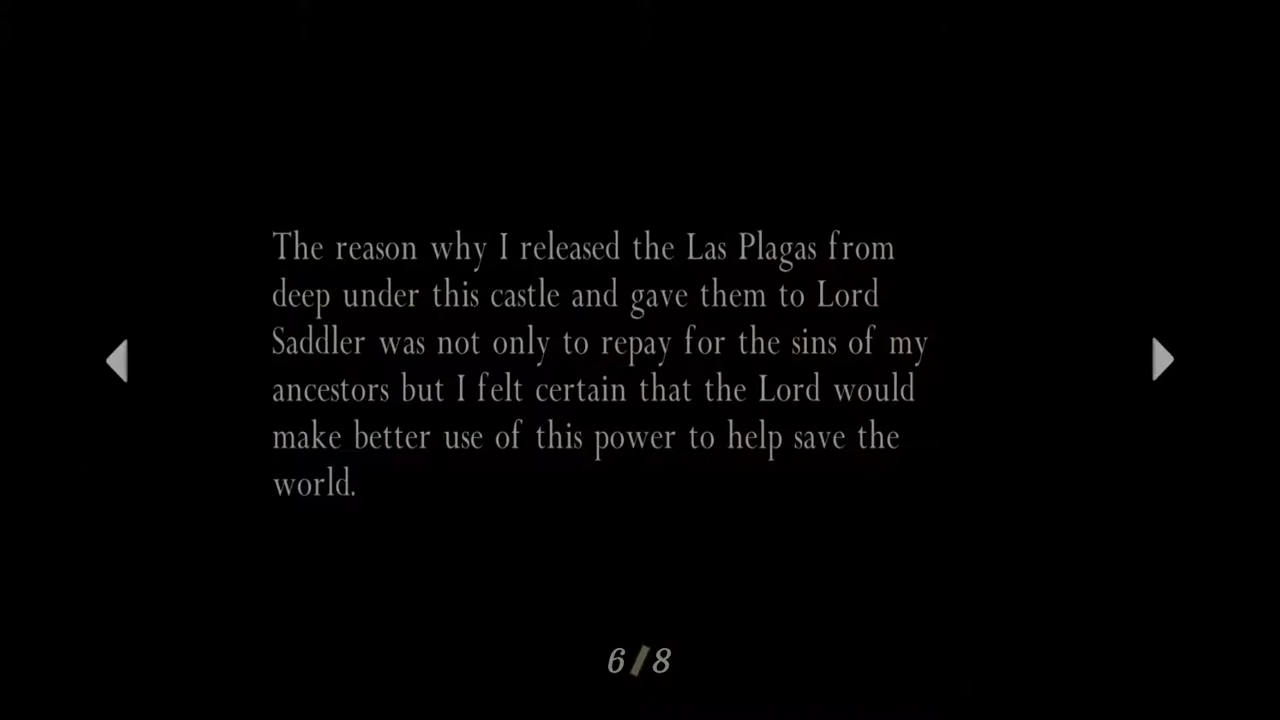 The reason why I released the Las Plagas from
deep under this castle and gave them to Lord
Saddler was not only to repay for the sins of my
ancestors but I felt certain that the Lord would
make better use of this power to help save the
world.
6/8